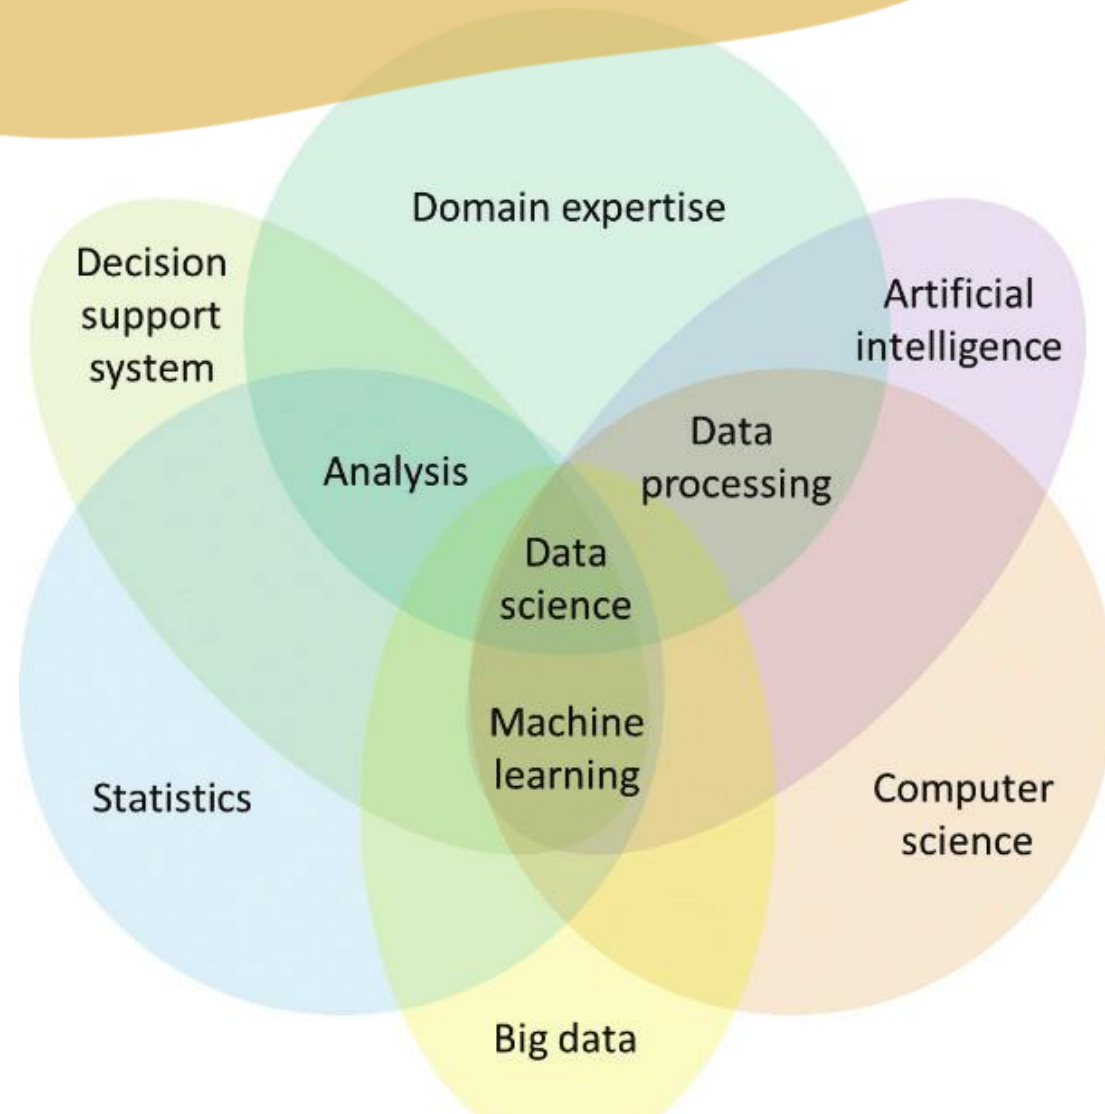 Domain expertise
Decision
support
system
Artificial
intelligence
Analysis
Data
processing
Data
science
Machine
learning
Statistics
Computer
science
Big data